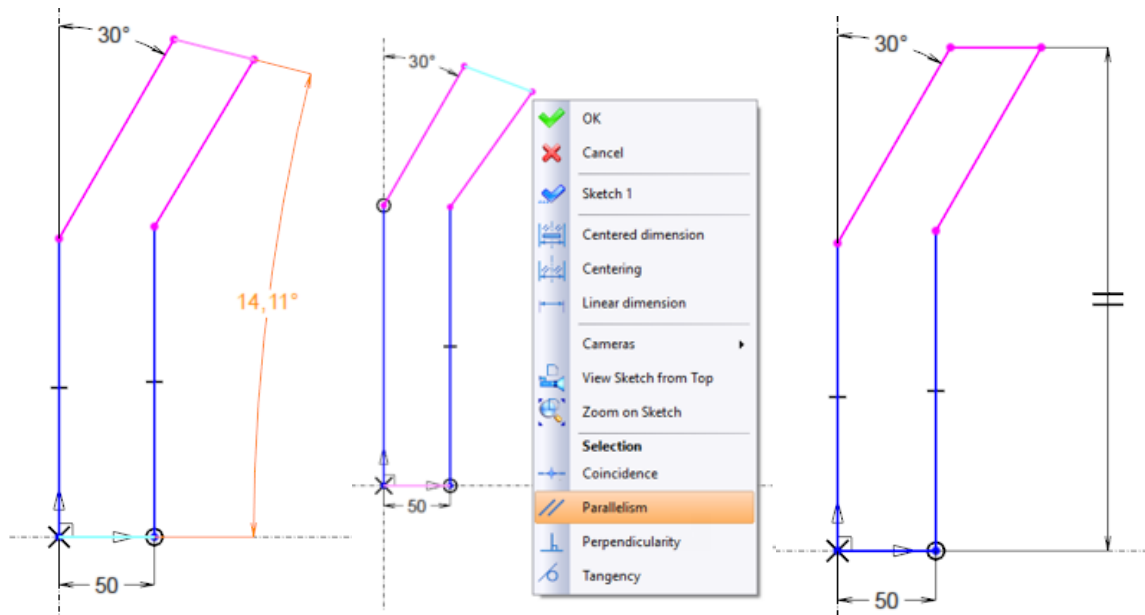 30°
14,11°
50
30°
50
OK
Cancel
Sketch 1
Centered dimension
Centering
Linear dimension
Cameras
View Sketch from Top
Zoom on Sketch
Selection
Coincidence
Parallelism
Perpendicularity
Tangency
30°
50